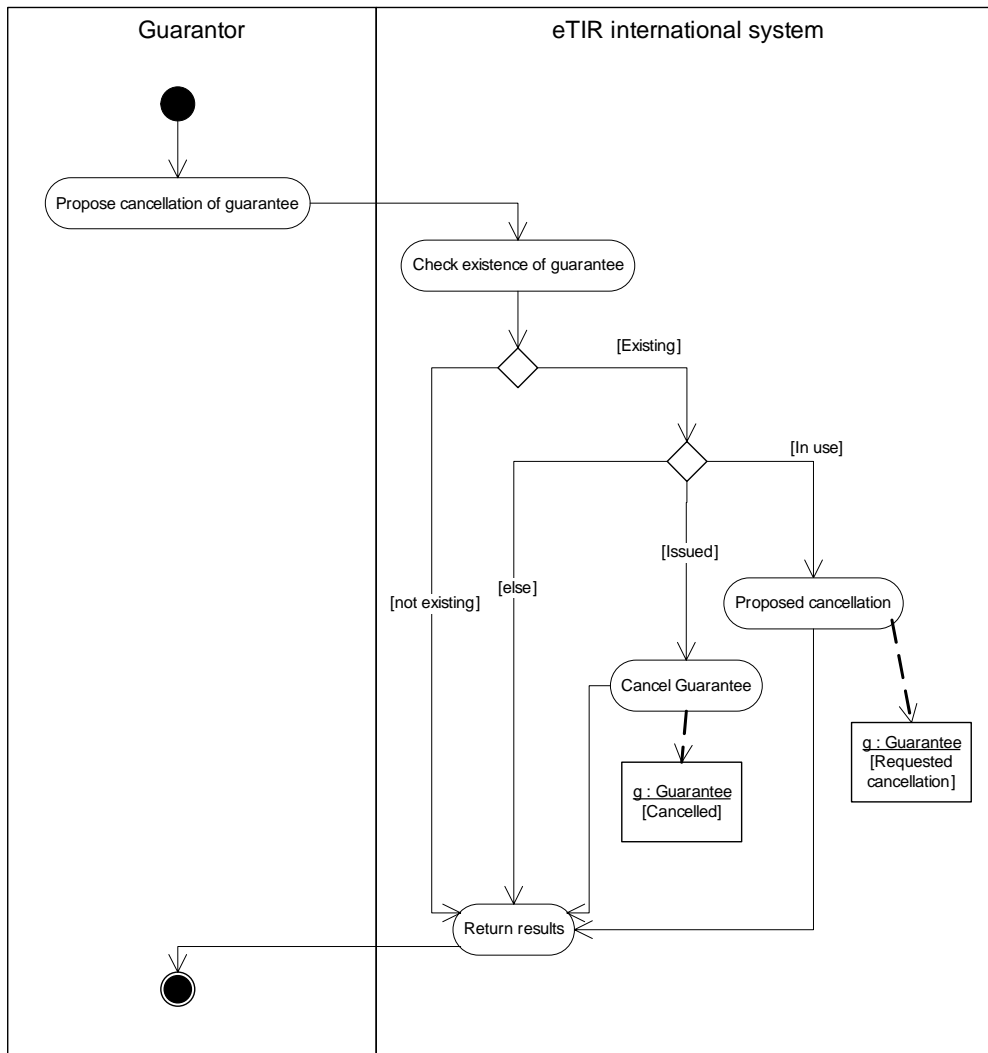 Guarantor
eTIR international system
Propose cancellation of guarantee
Check existence of guarantee
[Existing]
[In use]
[Issued]
[else]
[not existing]
Proposed cancellation
Cancel Guarantee
g : Guarantee
[Requested
cancellation]
g : Guarantee
[Cancelled]
Return results